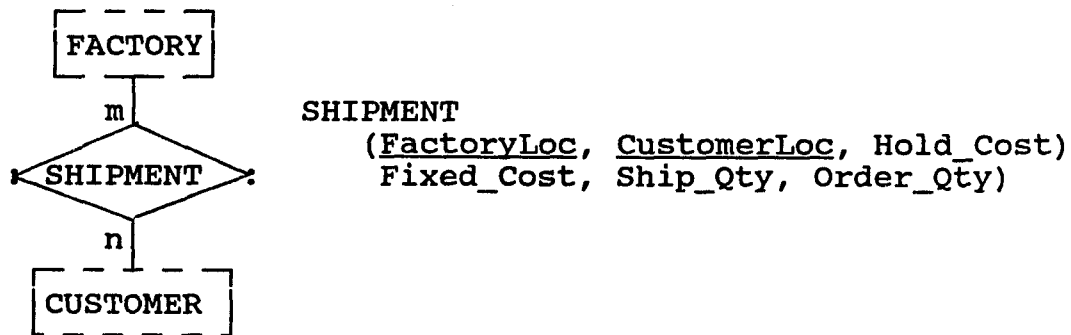 FACTORY
m
SHIPMENT
(FactoryLoc, CustomerLoc, Hold_Cost)
SHIPMENT
Fixed_Cost, Ship_Qty, Order_Qty)
n
CUSTOMER